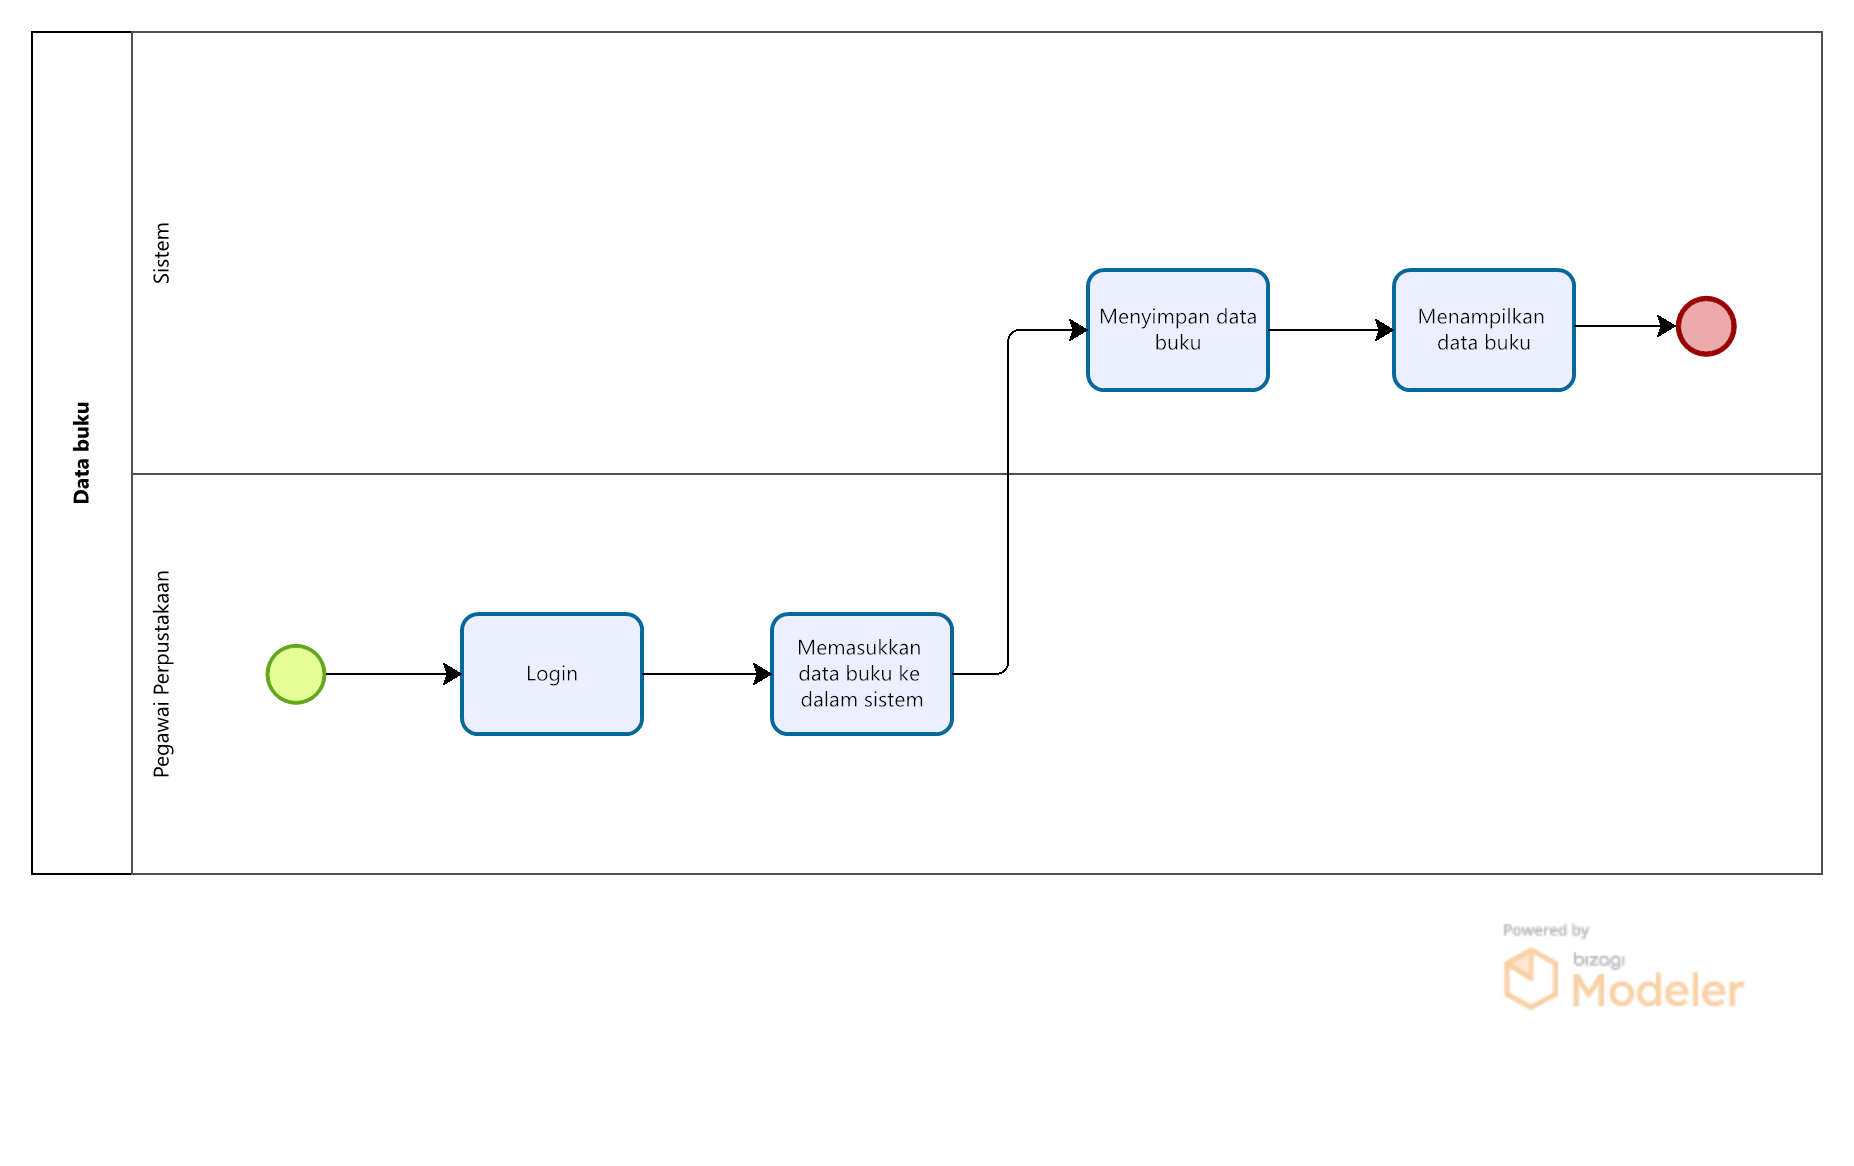 Data buku
Sistem
Menyimpan data
buku
Menampilkan
data buku
Pegawai Perpustakaan
Login
Memasukkan
data buku ke
dalam sistem
Powered by
bizagi
Modeler